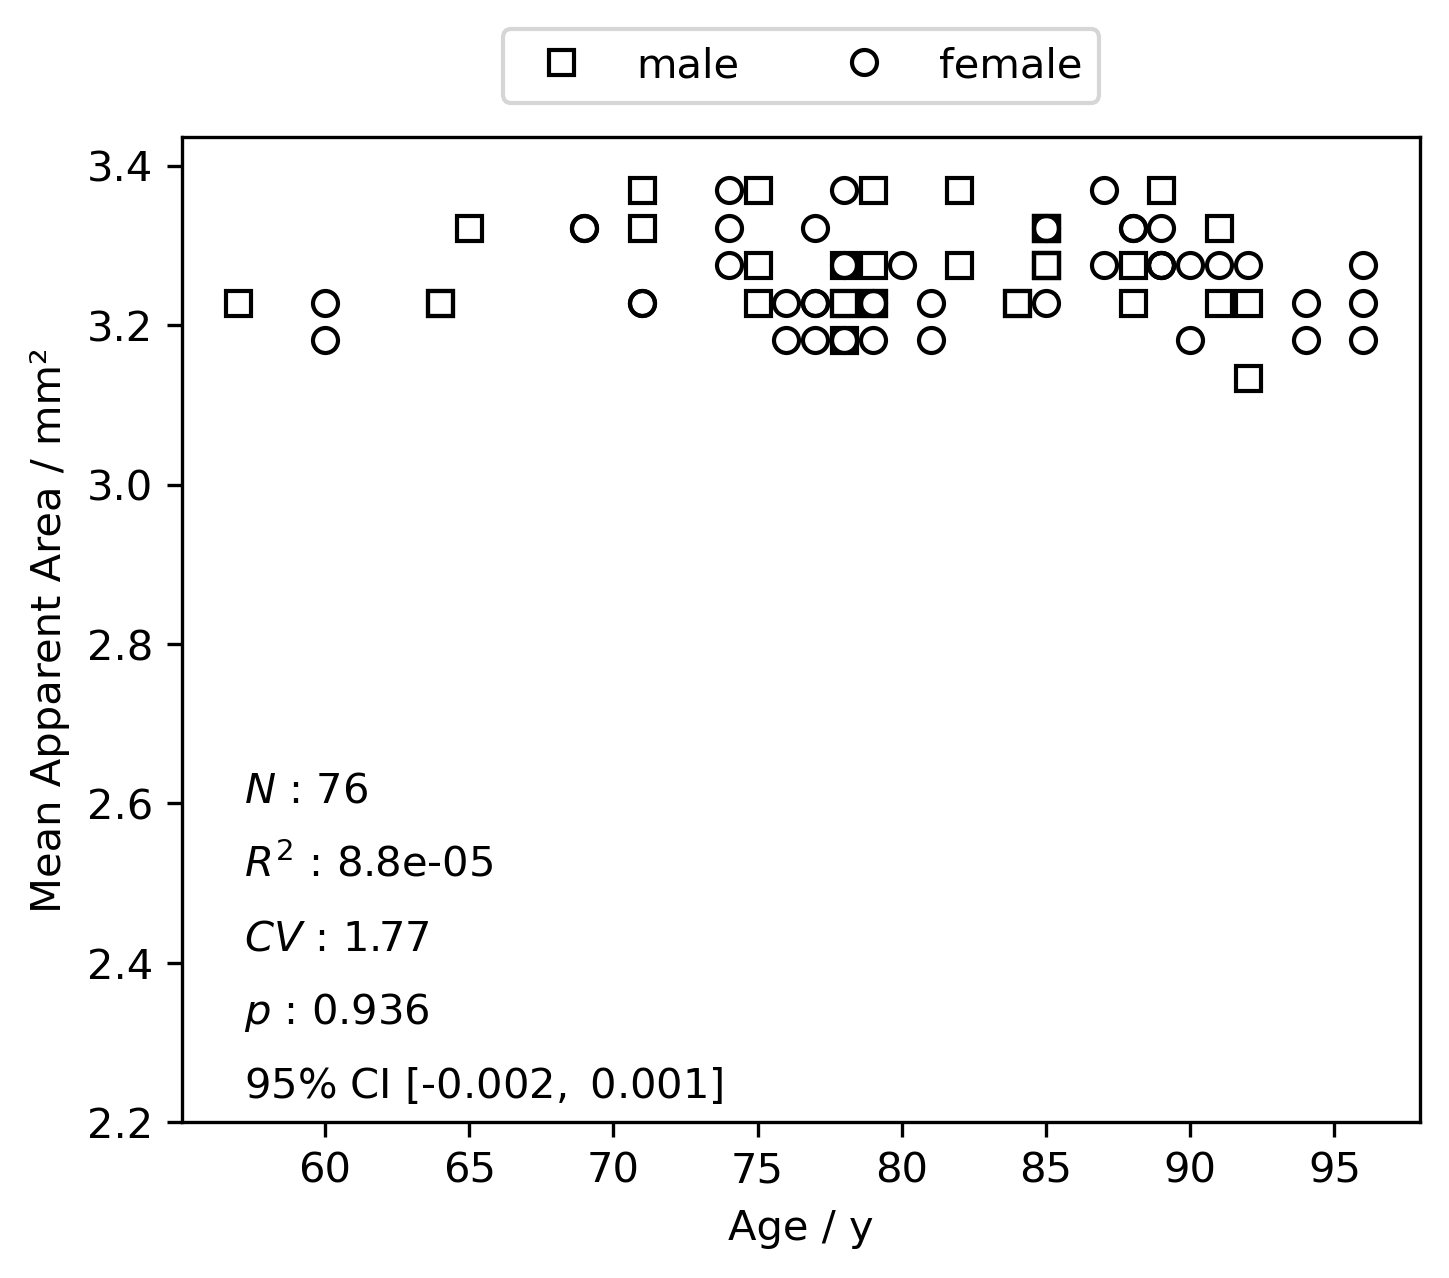 male female
3.4
3.2
3.0
2.8
2.6
2.4
2.2
Mean Apparent Area / mm²
N : 76
R² : 8.8e-05
CV : 1.77
p : 0.936
95% CI [-0.002, 0.001]
60 65 70 75 80 85 90 95
Age / y